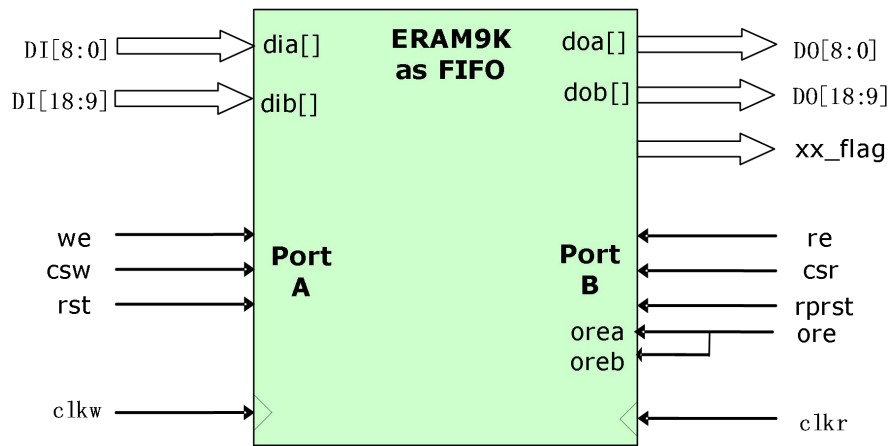 DI[8:0] dia[] ERAM9K doa[] DO[8:0]
as FIFO
DI[18:9] dib[] dob[] DO[18:9]
xx_flag
we re
csw Port Port csr
A B
rst rprst
orea ore
oreb
clkw clkr